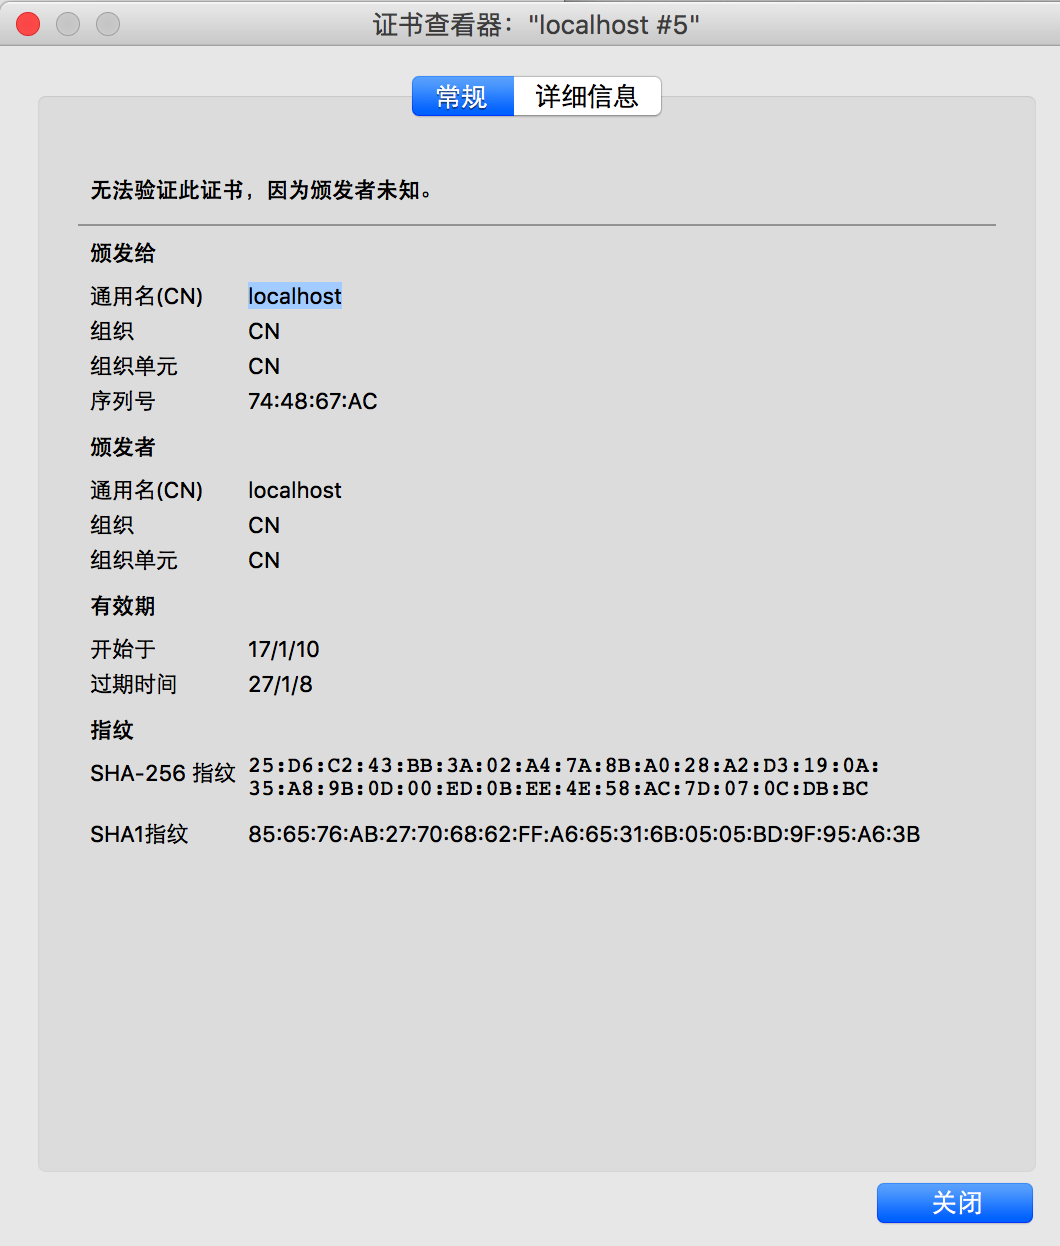 证书查看器："localhost #5"
常规 详细信息
无法验证此证书，因为颁发者未知。
颁发给
通用名(CN) localhost
组织 CN
组织单元 CN
序列号 74:48:67:AC
颁发者
通用名(CN) localhost
组织 CN
组织单元 CN
有效期
开始于 17/1/10
过期时间 27/1/8
指纹
SHA-256 指纹 25:D6:C2:43:BB:3A:02:A4:7A:8B:A0:28:A2:D3:19:0A:
35:A8:9B:0D:00:ED:0B:EE:4E:58:AC:7D:07:0C:DB:BC
SHA1指纹 85:65:76:AB:27:70:68:62:FF:A6:65:31:6B:05:05:BD:9F:95:A6:3B
关闭